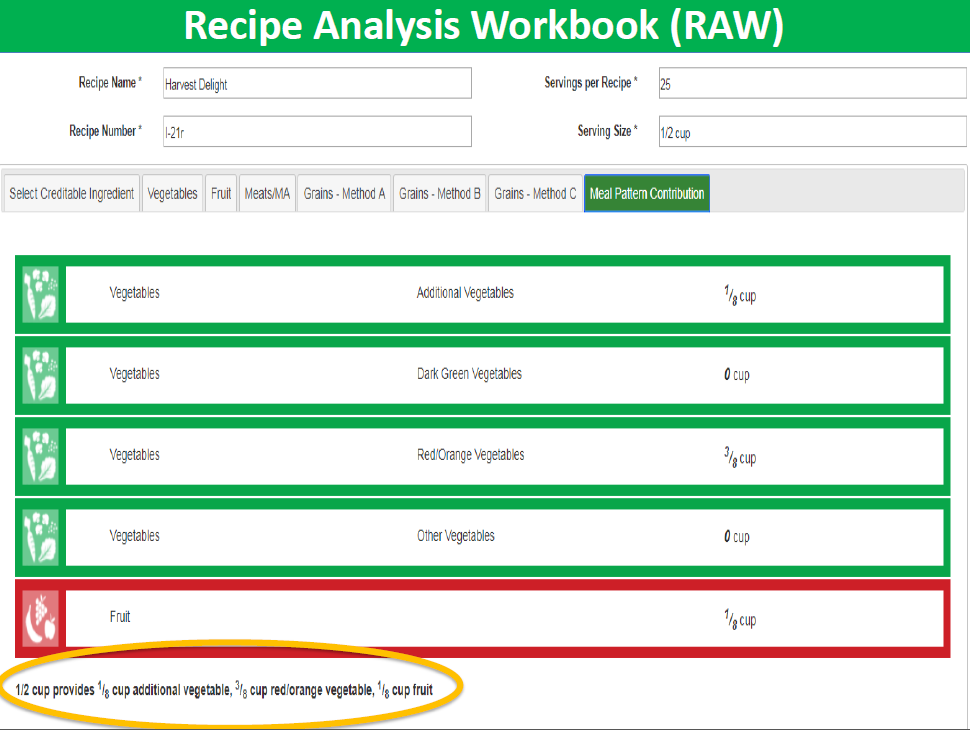 Recipe Analysis Workbook (RAW)
Recipe Name * Harvest Delight Servings per Recipe * 25
Recipe Number * I-21r Serving Size * 1/2 cup
Select Creditable Ingredient Vegetables Fruit Meats/MA Grains - Method A Grains - Method B Grains - Method C Meal Pattern Contribution
Vegetables Additional Vegetables 1/8 cup
Vegetables Dark Green Vegetables 0 cup
Vegetables Red/Orange Vegetables 3/8 cup
Vegetables Other Vegetables 0 cup
Fruit 1/8 cup
1/2 cup provides 1/8 cup additional vegetable, 3/8 cup red/orange vegetable, 1/8 cup fruit